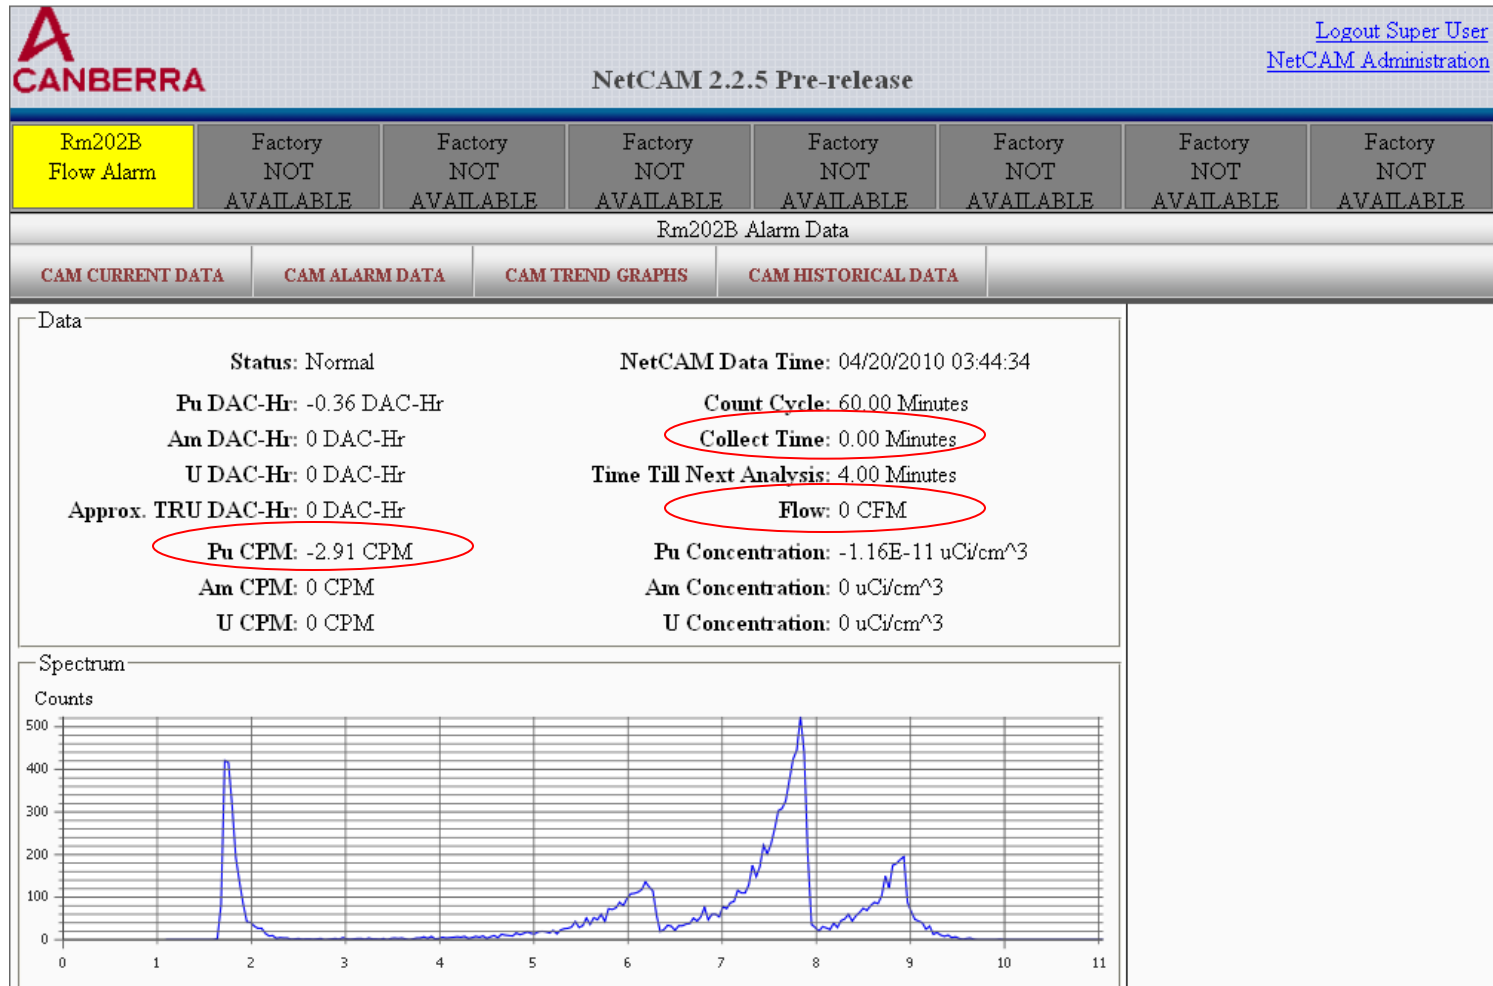 CANBERRA
NetCAM 2.2.5 Pre-release
Logout Super User
NetCAM Administration
Rm202B
Flow Alarm
Factory
NOT
AVAILABLE
Factory
NOT
AVAILABLE
Factory
NOT
AVAILABLE
Factory
NOT
AVAILABLE
Factory
NOT
AVAILABLE
Factory
NOT
AVAILABLE
Factory
NOT
AVAILABLE
Rm202B Alarm Data
CAM CURRENT DATA
CAM ALARM DATA
CAM TREND GRAPHS
CAM HISTORICAL DATA
Data
Status: Normal
NetCAM Data Time: 04/20/2010 03:44:34
Pu DAC-Hr: -0.36 DAC-Hr
Count Cycle: 60.00 Minutes
Am DAC-Hr: 0 DAC-Hr
Collect Time: 0.00 Minutes
U DAC-Hr: 0 DAC-Hr
Time Till Next Analysis: 4.00 Minutes
Approx. TRU DAC-Hr: 0 DAC-Hr
Flow: 0 CFM
Pu CPM: -2.91 CPM
Pu Concentration: -1.16E-11 uCi/cm^3
Am CPM: 0 CPM
Am Concentration: 0 uCi/cm^3
U CPM: 0 CPM
U Concentration: 0 uCi/cm^3
Spectrum
Counts
500
400
300
200
100
0
0 1 2 3 4 5 6 7 8 9 10 11